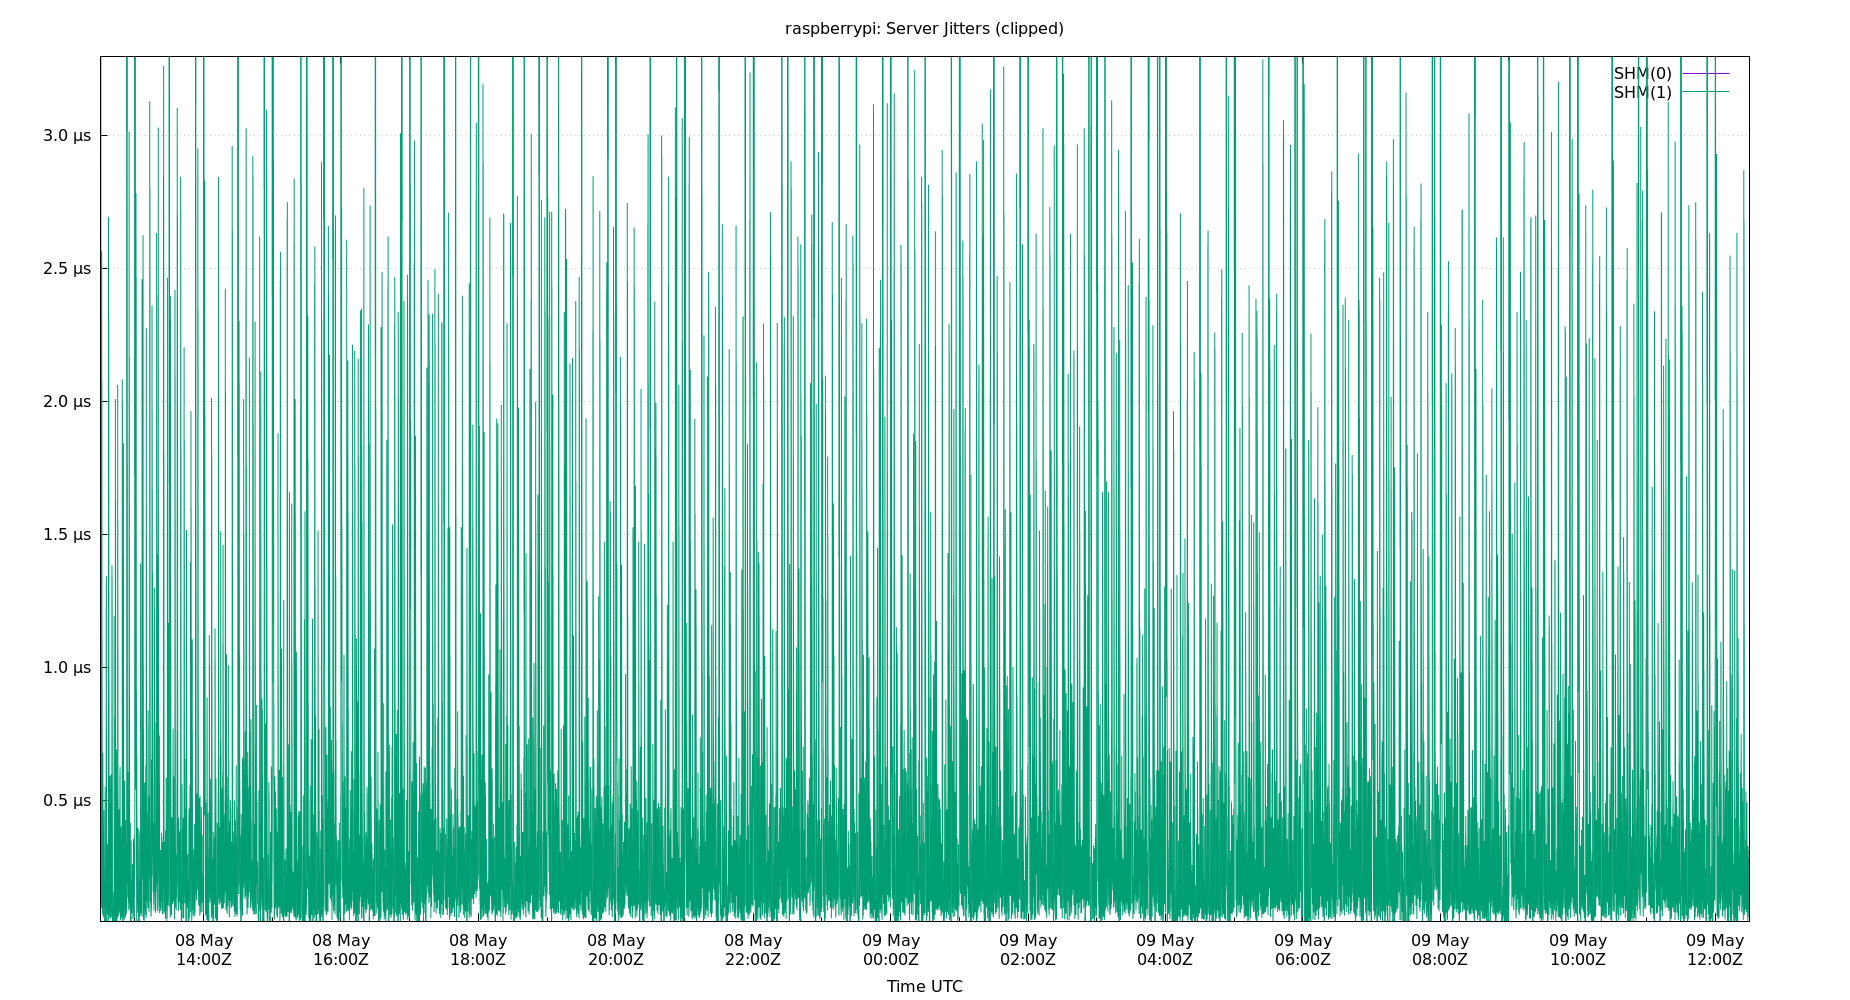 raspberrypi: Server Jitters (clipped)
SHM(0)
SHM(1)
3.0 µs
2.5 µs
2.0 µs
1.5 µs
1.0 µs
0.5 µs
08 May 08 May 08 May 08 May 08 May 09 May 09 May 09 May 09 May 09 May 09 May 09 May
14:00Z 16:00Z 18:00Z 20:00Z 22:00Z 00:00Z 02:00Z 04:00Z 06:00Z 08:00Z 10:00Z 12:00Z
Time UTC